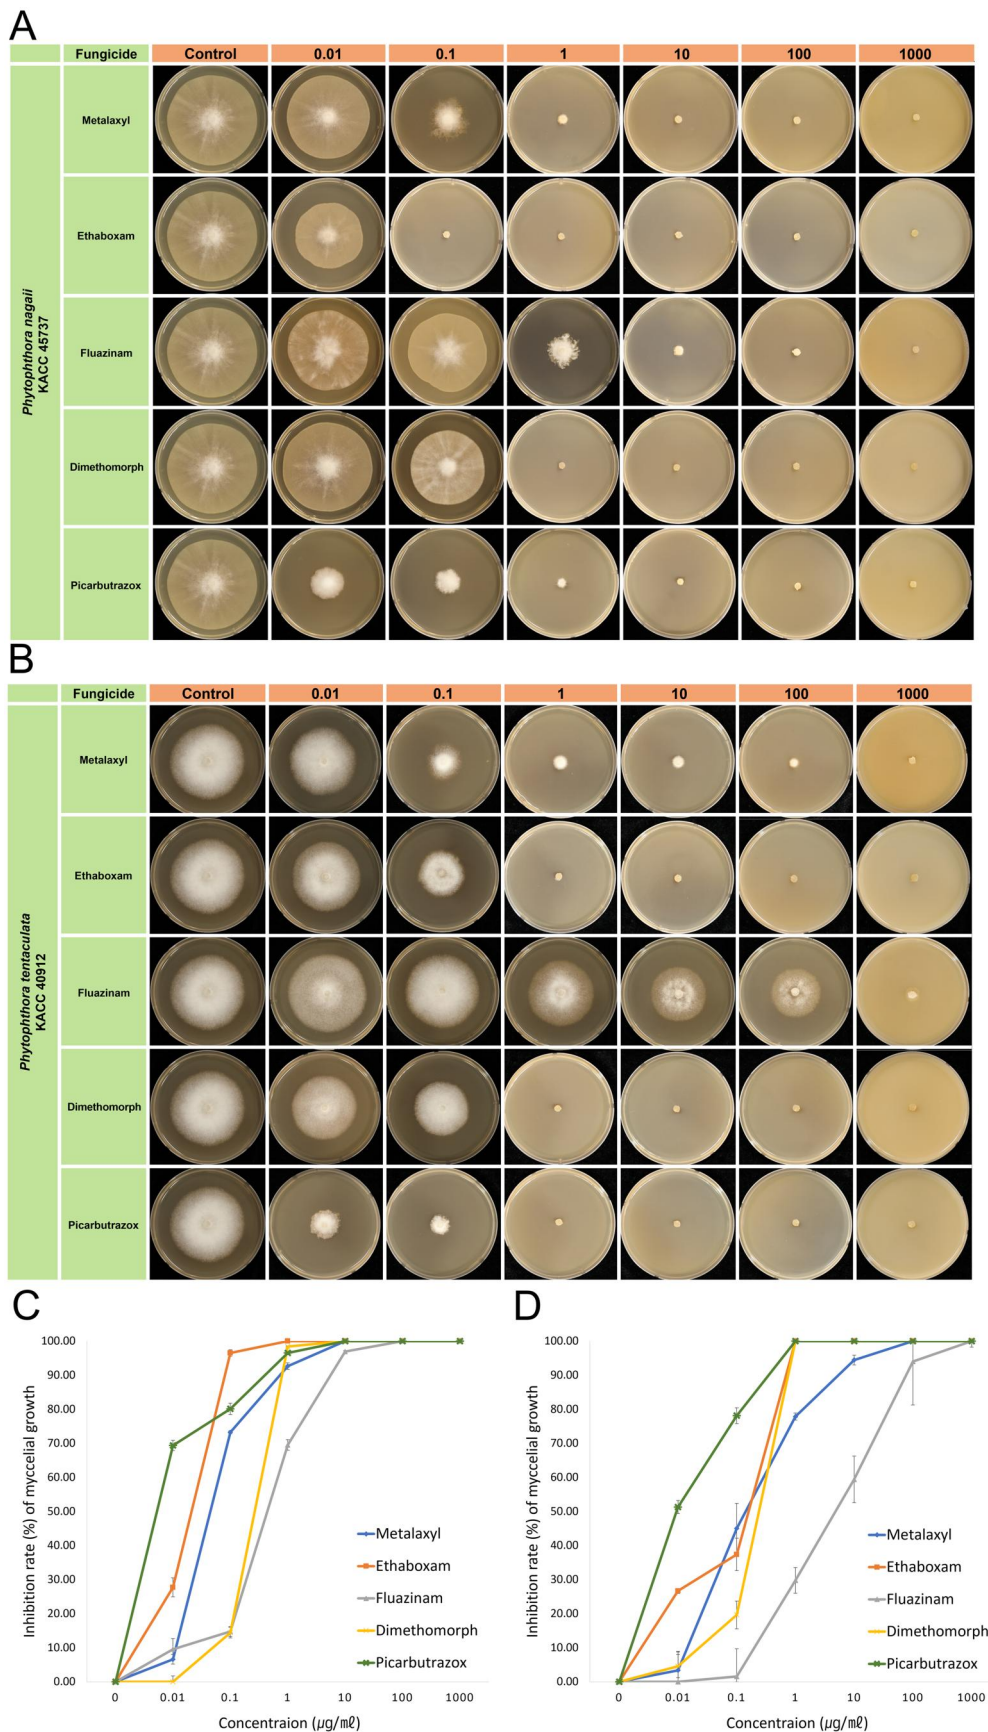 A
Fungicide Control 0.01 0.1 1 10 100 1000
Phytophthora nagaii
KACC 45737
Metalaxyl
Ethaboxam
Fluazinam
Dimethomorph
Picarbutrazox
B
Fungicide Control 0.01 0.1 1 10 100 1000
Phytophthora tentaculata
KACC 40912
Metalaxyl
Ethaboxam
Fluazinam
Dimethomorph
Picarbutrazox
C
Inhibition rate (%) of myccelial growth
100.00
90.00
80.00
70.00
60.00
50.00
40.00
30.00
20.00
10.00
0.00
Metalaxyl
Ethaboxam
Fluazinam
Dimethomorph
Picarbutrazox
0 0.01 0.1 1 10 100 1000
Concentraion (µg/㎖)
D
Inhibition rate (%) of myccelial growth
100.00
90.00
80.00
70.00
60.00
50.00
40.00
30.00
20.00
10.00
0.00
Metalaxyl
Ethaboxam
Fluazinam
Dimethomorph
Picarbutrazox
0 0.01 0.1 1 10 100 1000
Concentraion (µg/㎖)